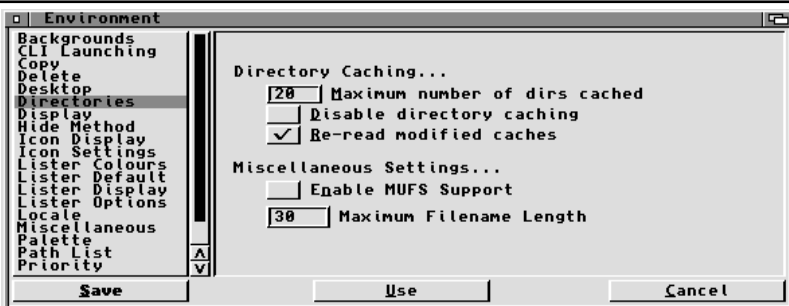 Environment
Backgrounds
CLI Launching
Copy
Delete
Desktop
Directories
Display
Hide Method
Icon Display
Icon Settings
Lister Colours
Lister Default
Lister Display
Lister Options
Locale
Miscellaneous
Palette
Path List
Priority
Directory Caching...
20 Maximum number of dirs cached
Disable directory caching
Re-read modified caches
Miscellaneous Settings...
Enable MUFS Support
30 Maximum Filename Length
Save
Use
Cancel